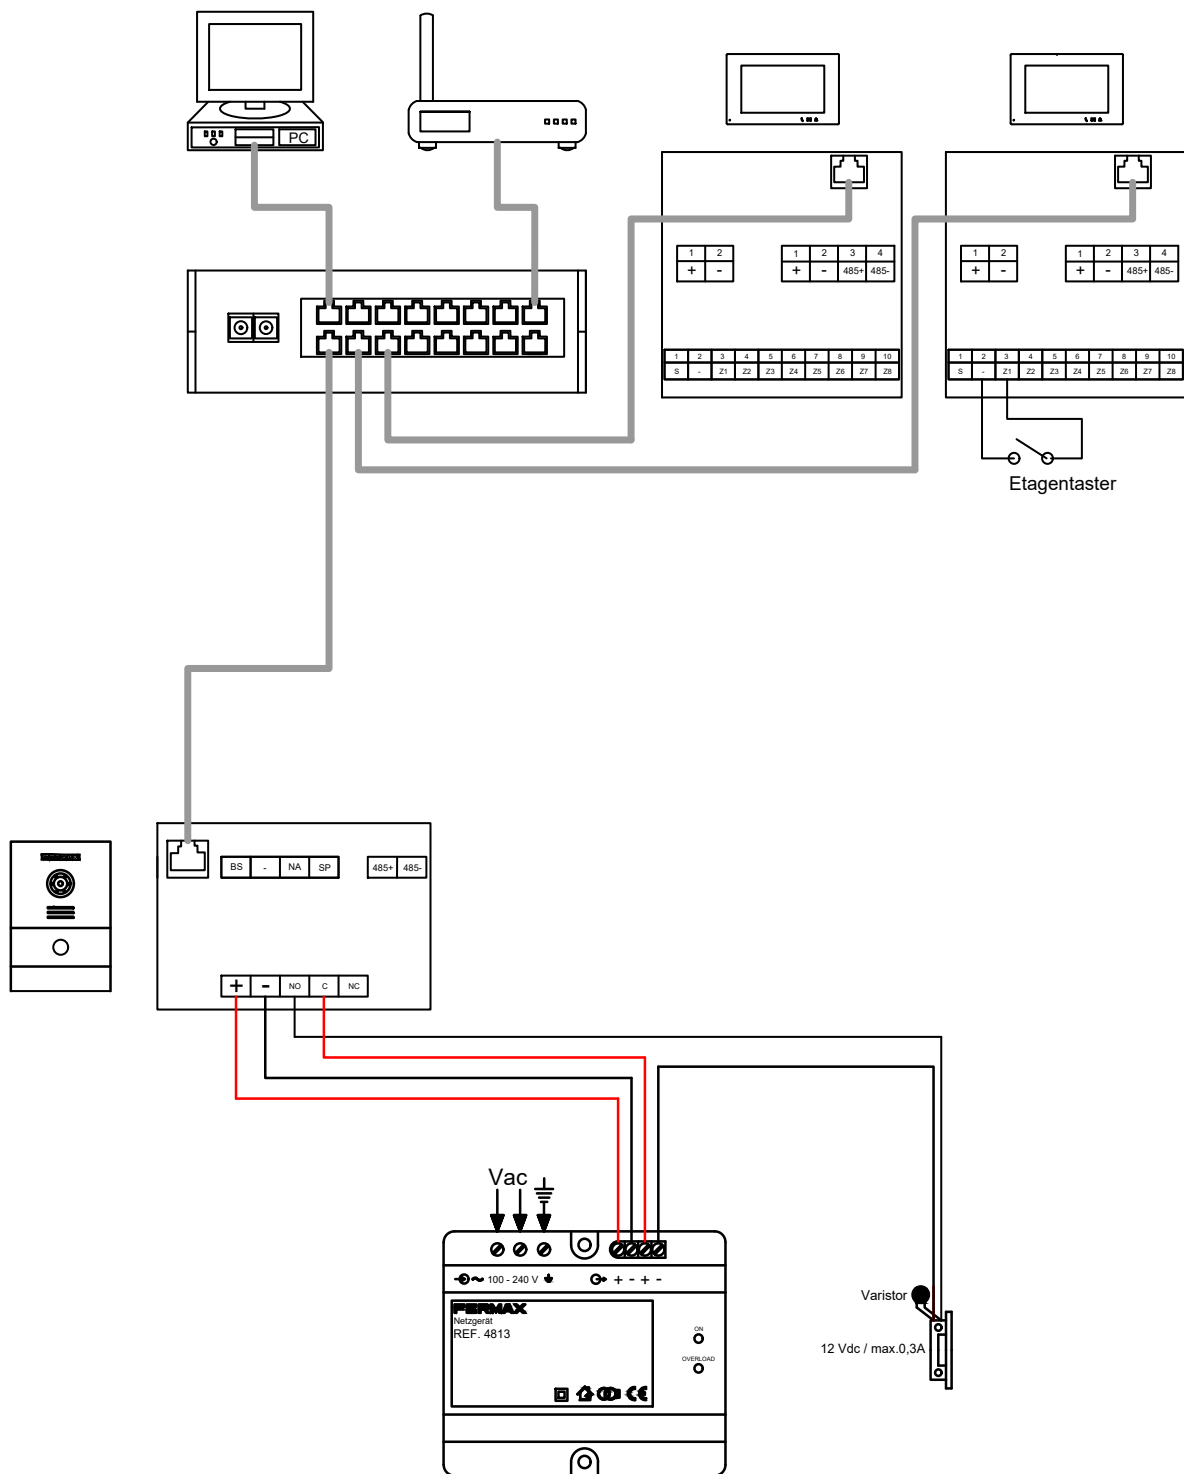 PC
1 2
+ -
1 2 3 4
+ - 485+ 485-
1 2 3 4 5 6 7 8 9 10
S - Z1 Z2 Z3 Z4 Z5 Z6 Z7 Z8
1 2
+ -
1 2 3 4
+ - 485+ 485-
1 2 3 4 5 6 7 8 9 10
S - Z1 Z2 Z3 Z4 Z5 Z6 Z7 Z8
Etagentaster
BS - NA SP
485+ 485-
+ - NO C NC
Vac
100 - 240 V
+ - + -
FERMAX
Netzgerät
REF. 4813
ON
OVERLOAD
CE
Varistor
12 Vdc / max.0,3A